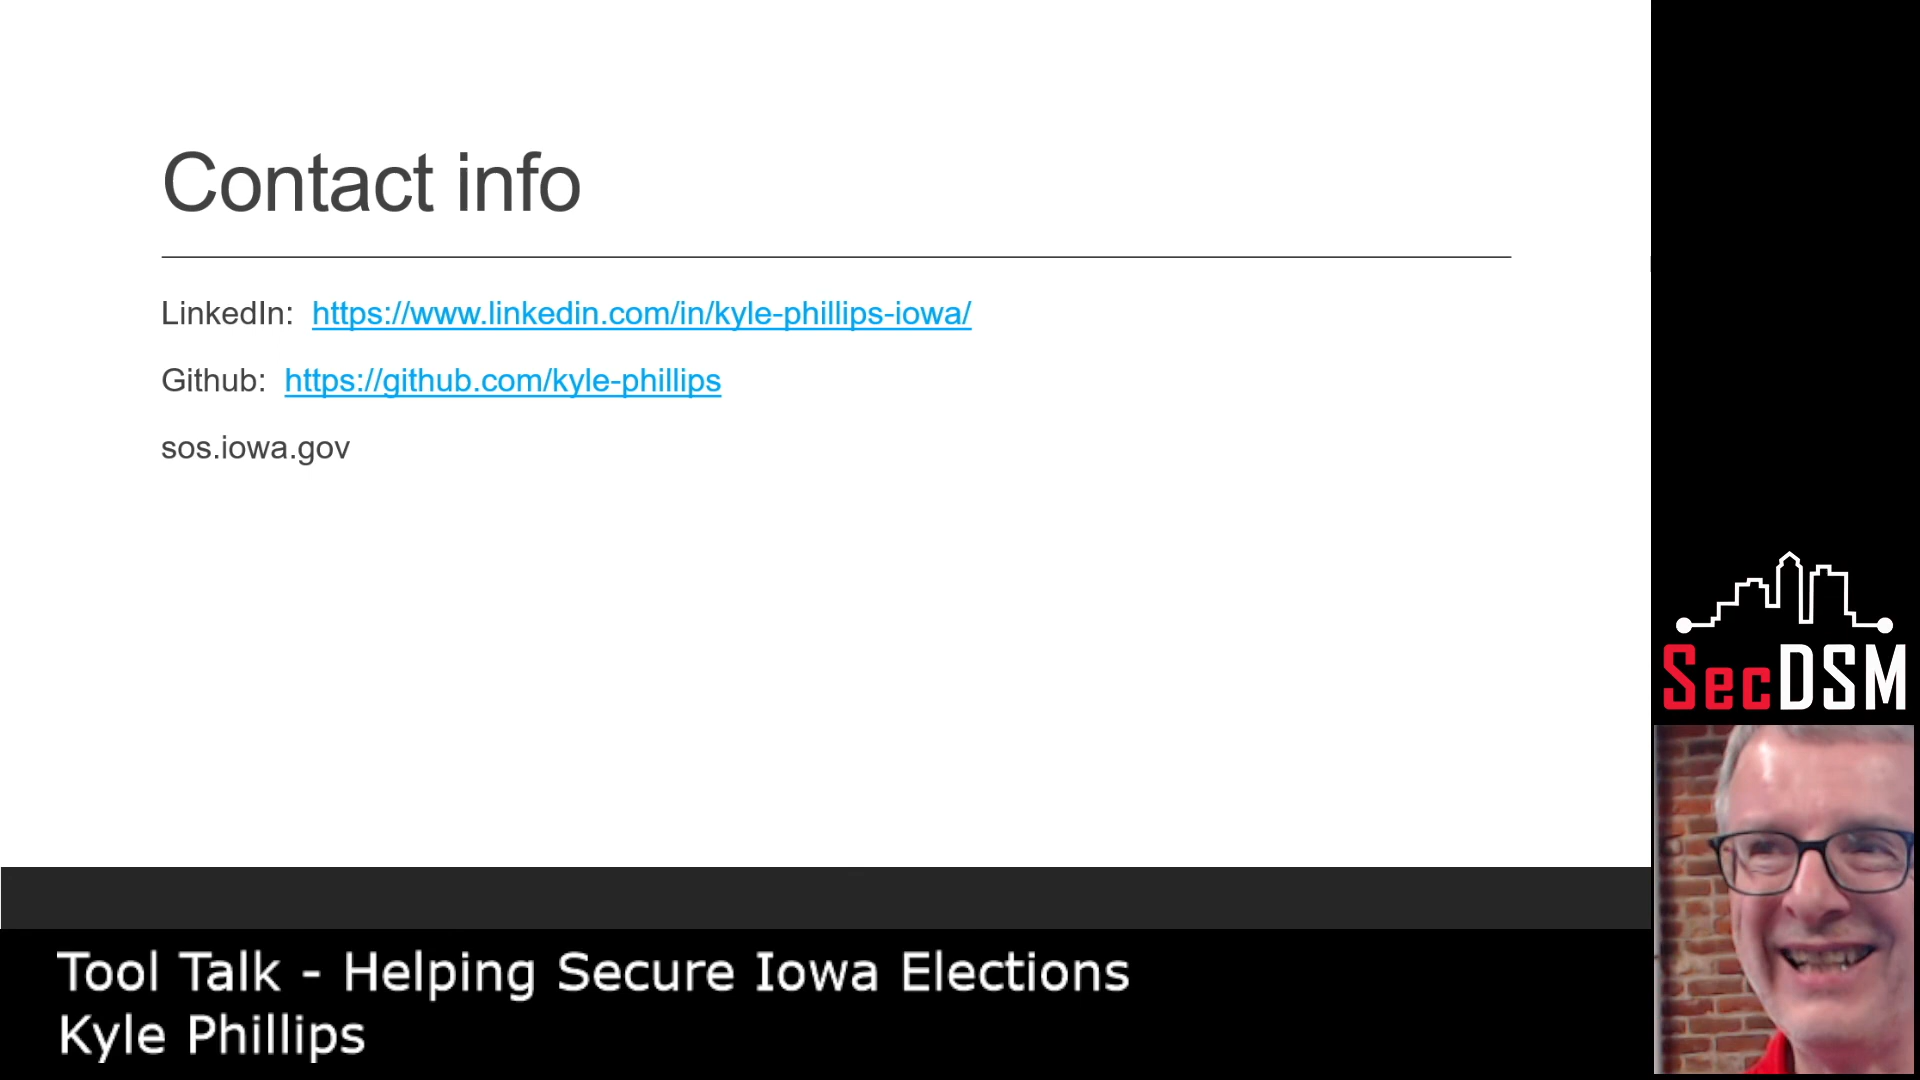 Contact info
LinkedIn: https://www.linkedin.com/in/kyle-phillips-iowa/
Github: https://github.com/kyle-phillips
sos.iowa.gov
SecDSM
Tool Talk - Helping Secure Iowa Elections
Kyle Phillips